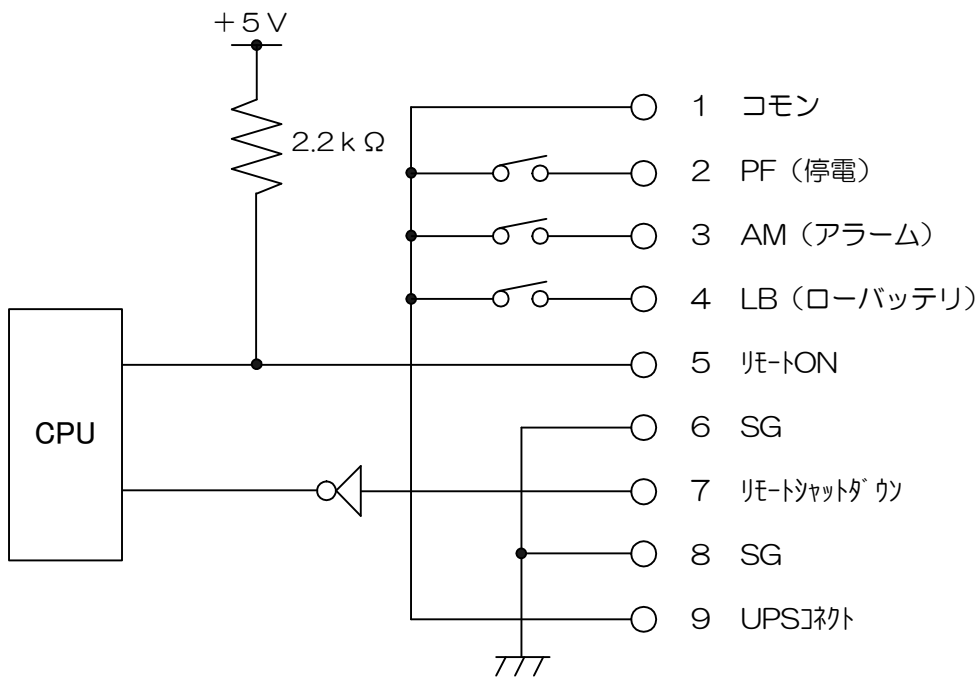 ＋５V
2.2ｋΩ
1 コモン
2 PF（停電）
3 AM（アラーム）
4 LB（ローバッテリ）
5 ﾘﾓｰﾄON
CPU
6 SG
7 ﾘﾓｰﾄｼｬｯﾄﾀﾞｳﾝ
8 SG
9 UPSｺﾈｸﾄ